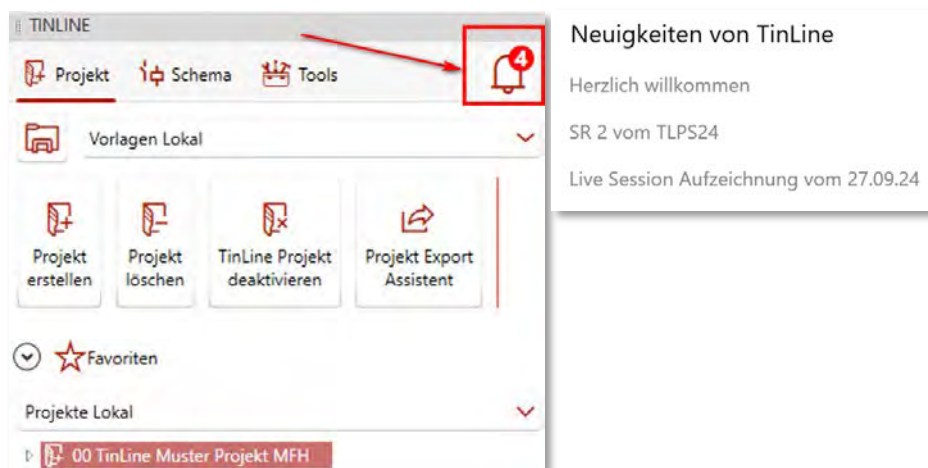 TINLINE
4
Projekt
Schema
Tools
Vorlagen Lokal
Projekt
erstellen
Projekt
löschen
TinLine Projekt
deaktivieren
Projekt Export
Assistent
Favoriten
Projekte Lokal
00 TinLine Muster Projekt MFH
Neuigkeiten von TinLine
Herzlich willkommen
SR 2 vom TLPS24
Live Session Aufzeichnung vom 27.09.24